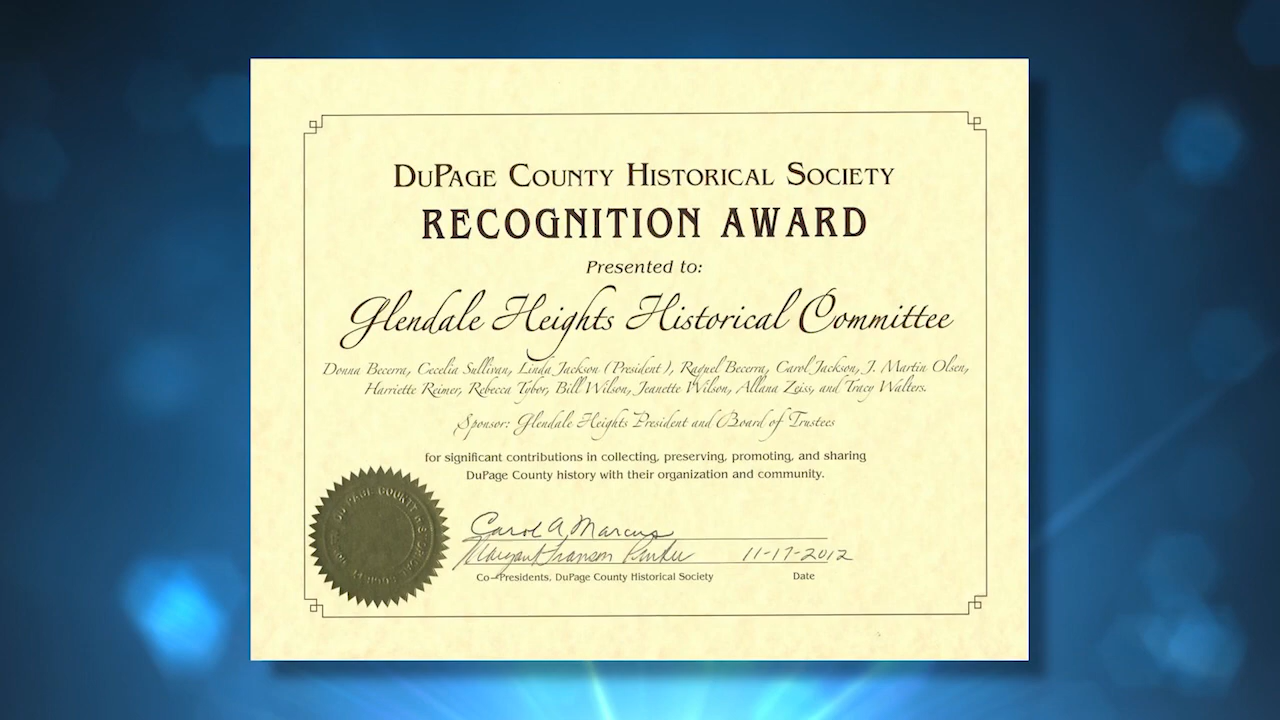 DuPage County Historical Society
RECOGNITION AWARD
Presented to:
Glendale Heights Historical Committee
Donna Becerra, Cecelia Sullivan, Linda Jackson (President), Raquel Becerra, Carol Jackson, J. Martin Olsen,
Harriette Reimer, Rebecca Tybor, Bill Wilson, Jeanette Wilson, Allana Zeiss, and Tracy Walters.
Sponsor: Glendale Heights President and Board of Trustees
for significant contributions in collecting, preserving, promoting, and sharing
DuPage County history with their organization and community.
Carol A Marcus
11-17-2012
Co-Presidents, DuPage County Historical Society Date